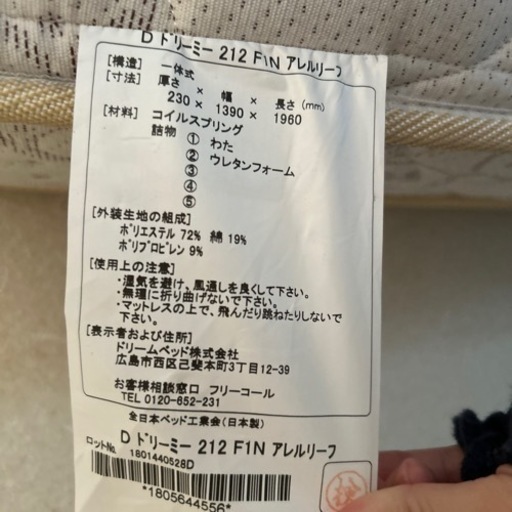 D ドリーミー 212 F1N アレルリーフ
[構造] 一体式
[寸法] 厚さ × 幅 × 長さ (mm)
230 × 1390 × 1960
[材料] コイルスプリング
詰物 ① わた
② ウレタンフォーム
③
④
⑤
[外装生地の組成]
ポリエステル 72% 綿 19%
ポリプロピレン 9%
[使用上の注意]
・湿気を避け、風通しを良くして下さい。
・無理に折り曲げないで下さい。
・マットレスの上で、飛んだり跳ねたりしないで
下さい。
[表示者および住所]
ドリームベッド株式会社
広島市西区己斐本町3丁目12-39
お客様相談窓口 フリーコール
TEL 0120-652-231
全日本ベッド工業会(日本製)
D ドリーミー 212 F1N アレルリーフ
ロットNo. 1801440528D
*1805644556*